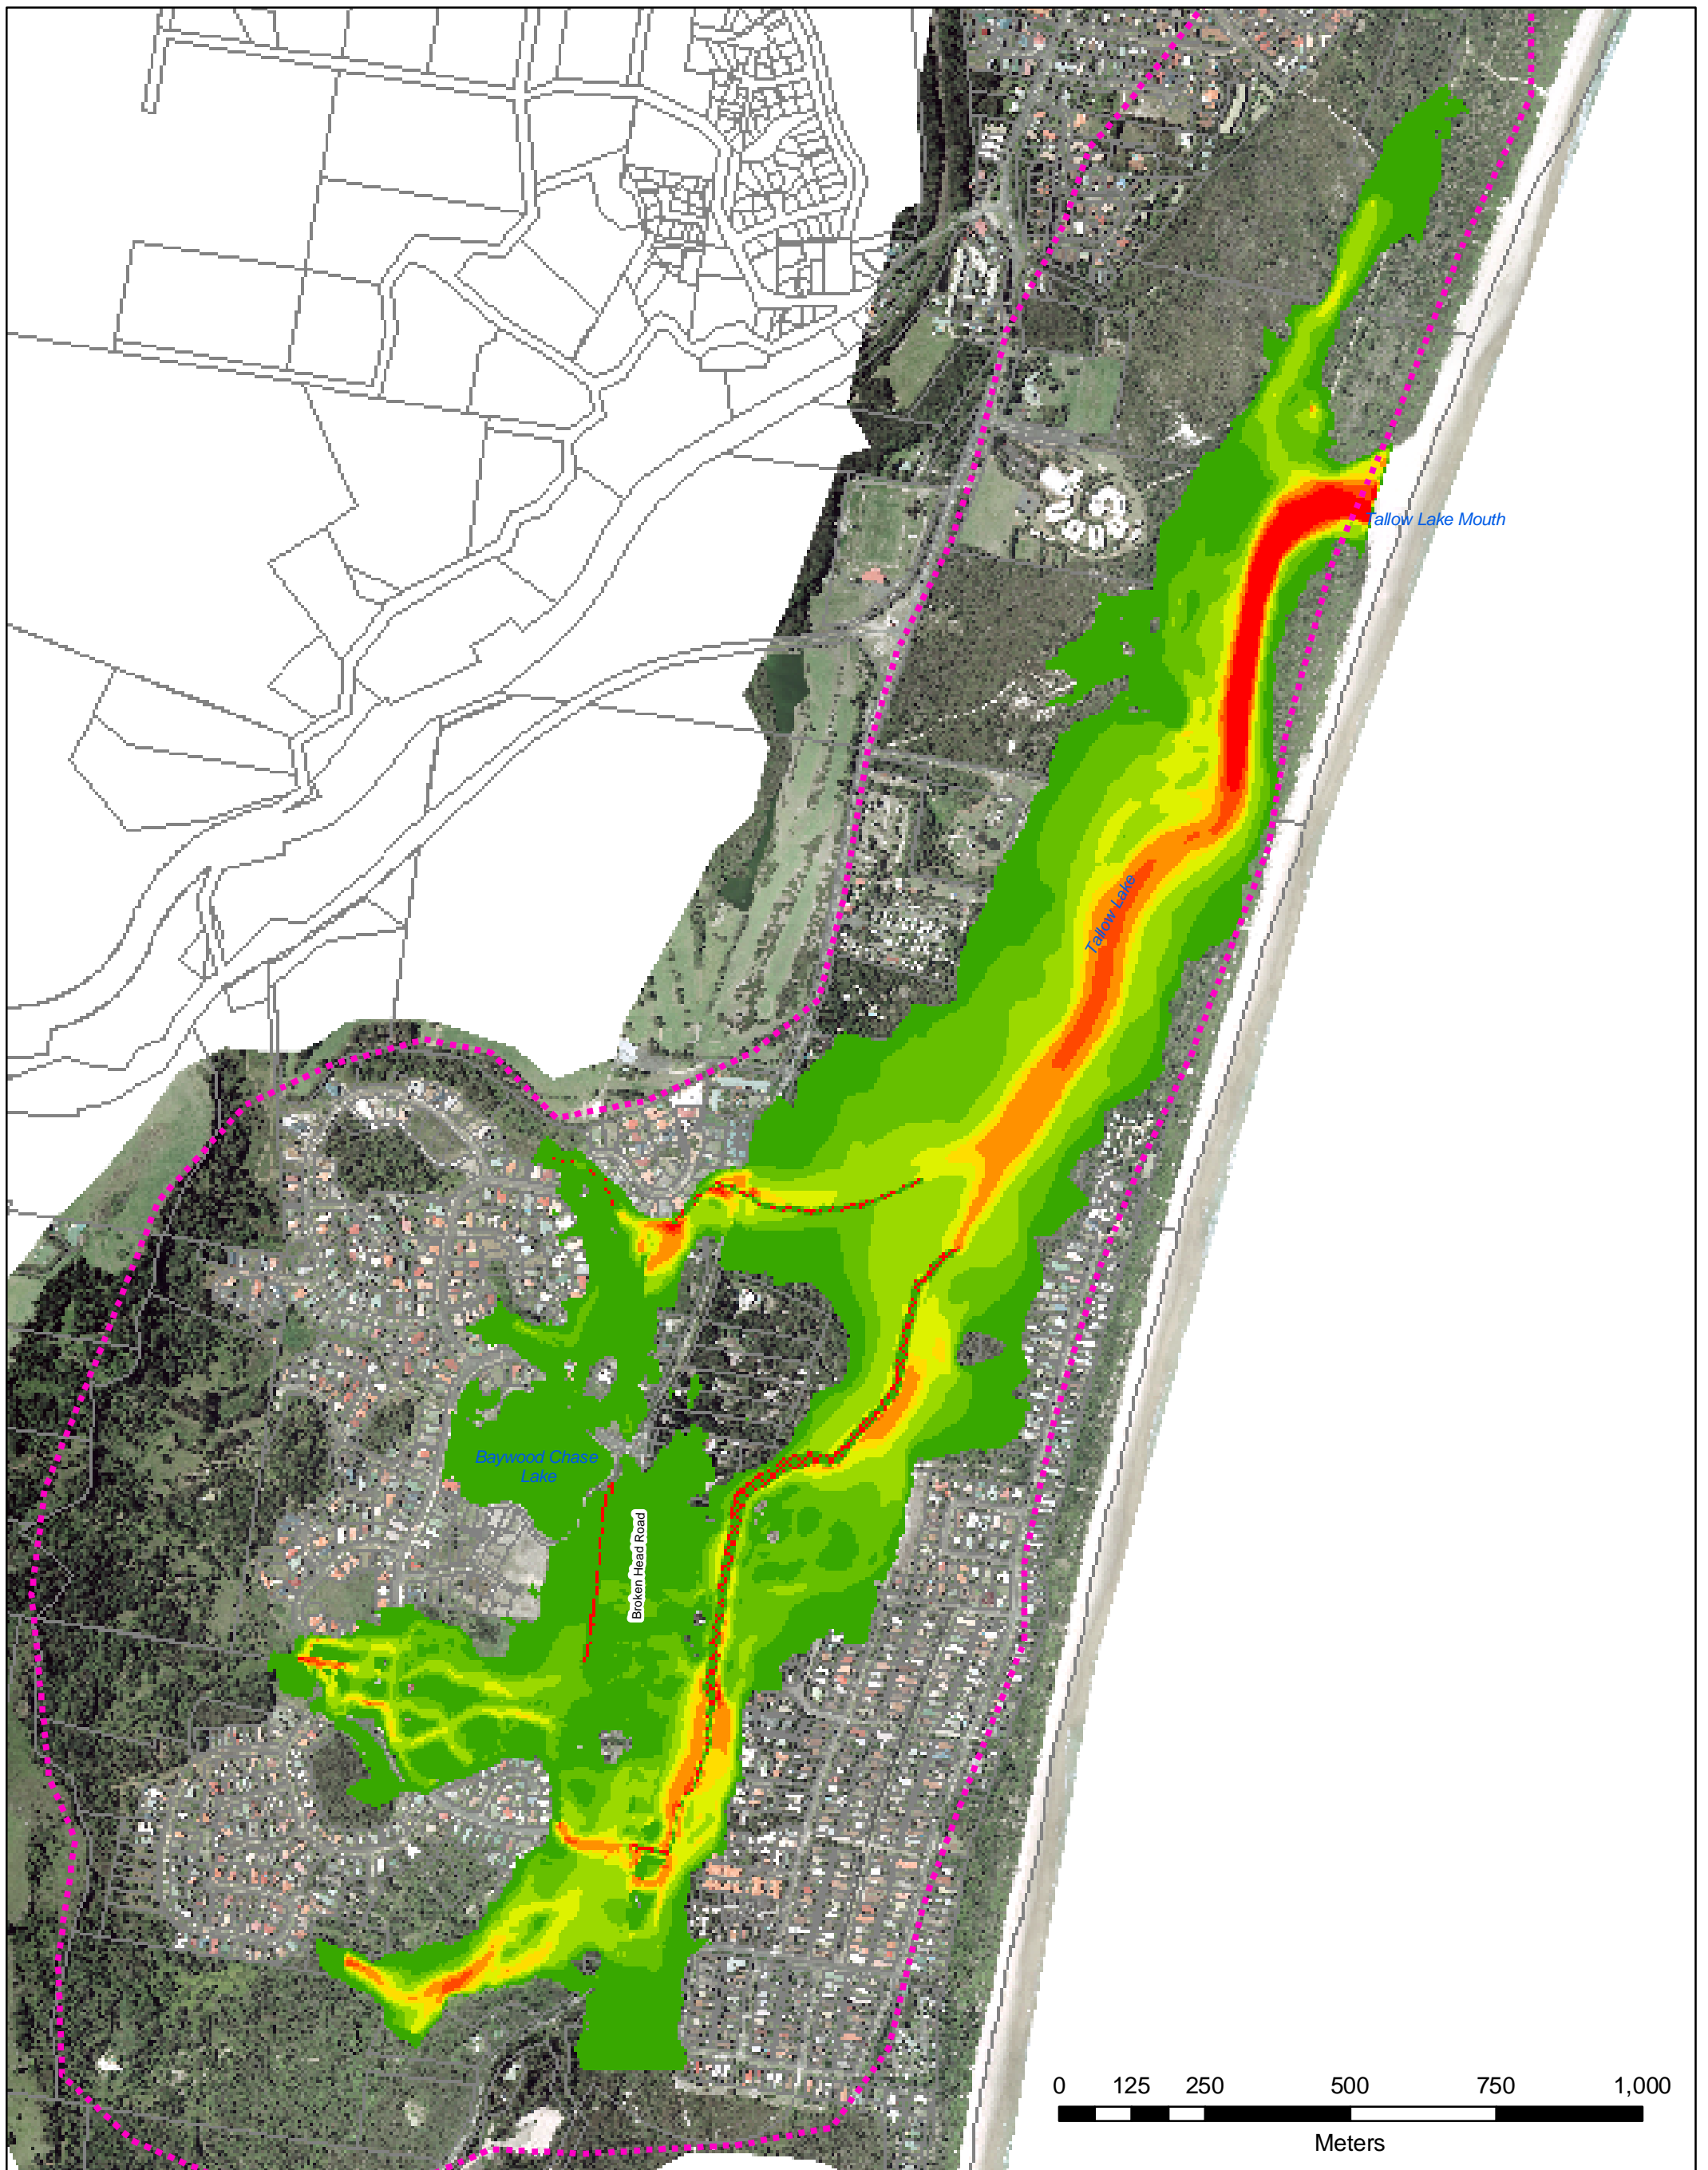 Tallow Lake Mouth
Tallow Lake
Baywood Chase
Lake
Broken Head Road
0 125 250 500 750 1,000
Meters